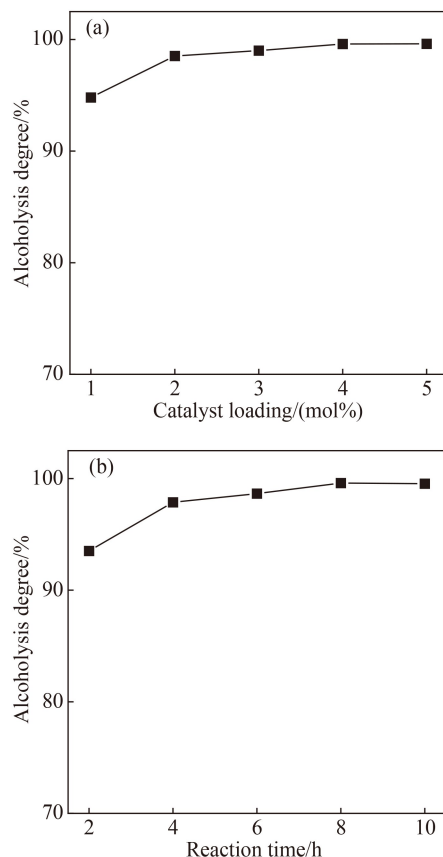 (a)
100
90
80
70
Alcoholysis degree/%
1 2 3 4 5
Catalyst loading/(mol%)
(b)
100
90
80
70
Alcoholysis degree/%
2 4 6 8 10
Reaction time/h